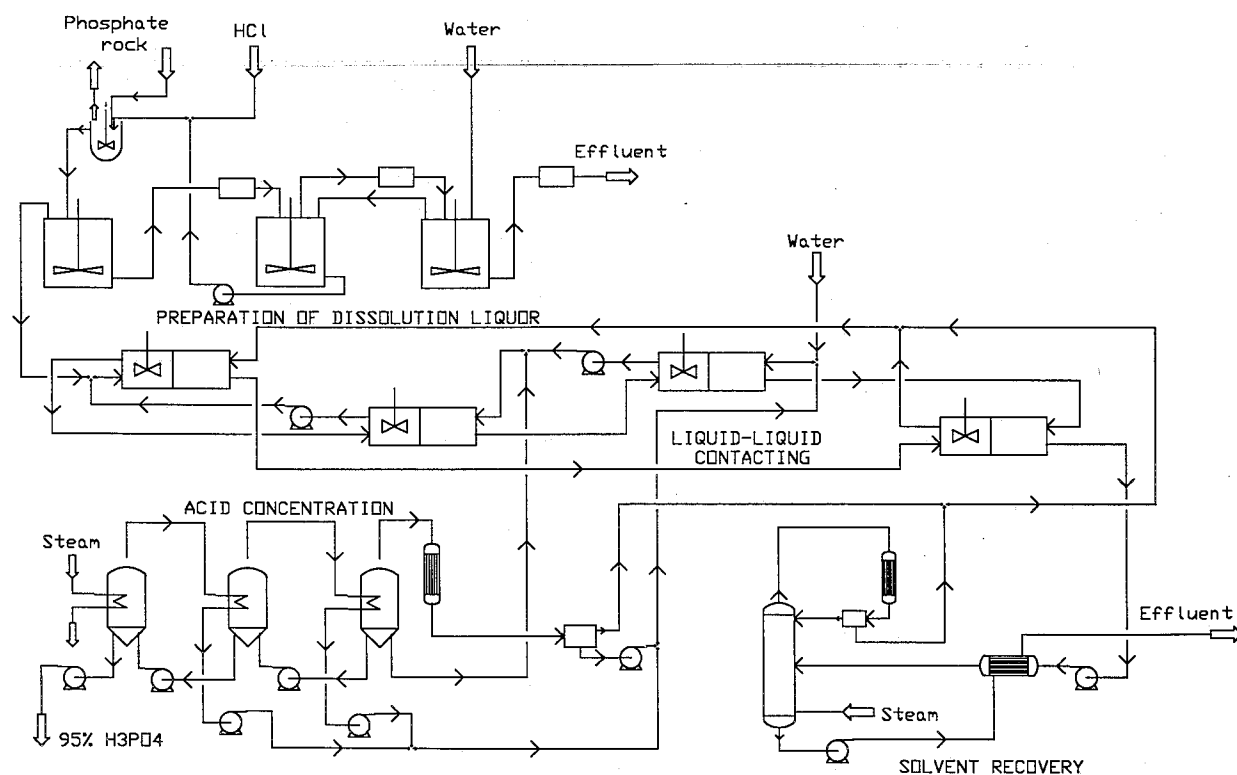 Phosphate
rock
HCl
Water
Effluent
Water
PREPARATION OF DISSOLUTION LIQUOR
LIQUID-LIQUID
CONTACTING
ACID CONCENTRATION
Steam
Effluent
Steam
95% H3PO4
SOLVENT RECOVERY